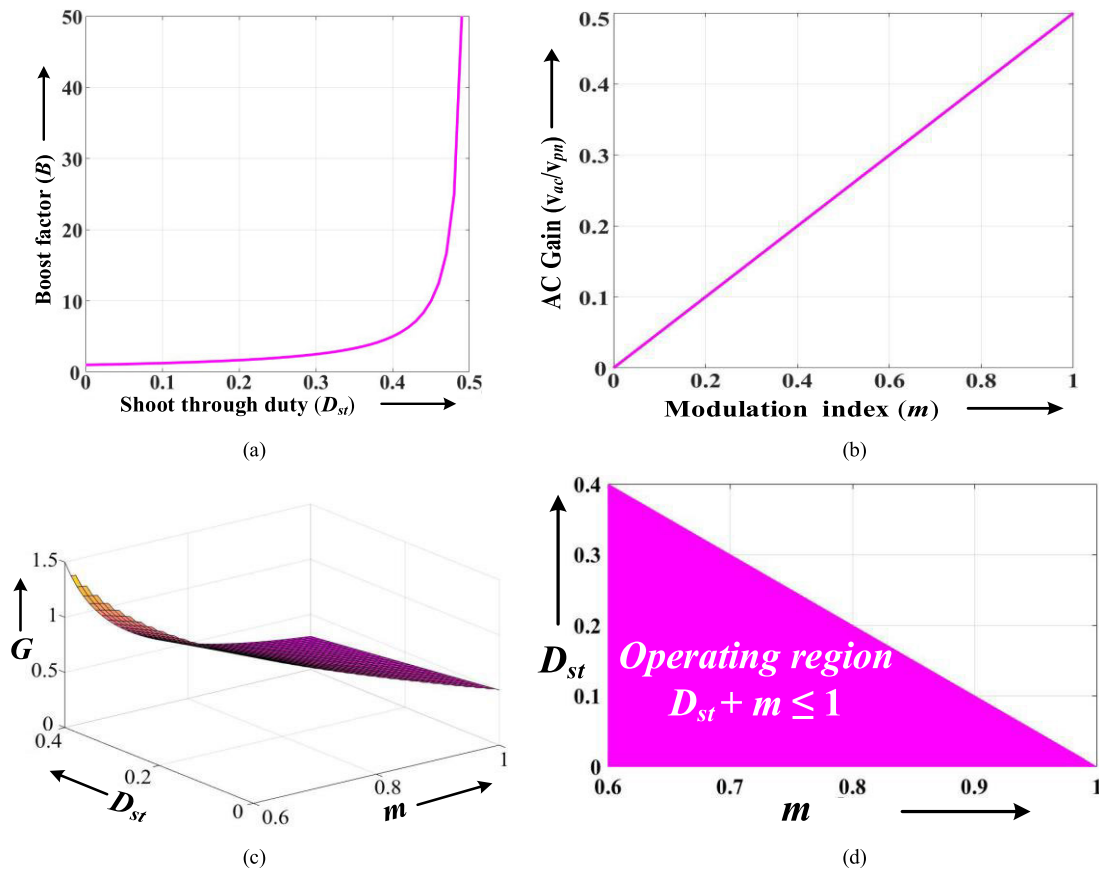 50
40
30
20
10
0
Boost factor (B)
0 0.1 0.2 0.3 0.4 0.5
Shoot through duty (Dst)
(a)
0.5
0.4
0.3
0.2
0.1
0
AC Gain (vac/vpn)
0 0.2 0.4 0.6 0.8 1
Modulation index (m)
(b)
1.5
1
0.5
0
G
0.4
0.2
0
Dst
0.6
0.8
1
m
(c)
0.4
0.3
0.2
0.1
0
Dst
Operating region
Dst + m ≤ 1
0.6 0.7 0.8 0.9 1
m
(d)